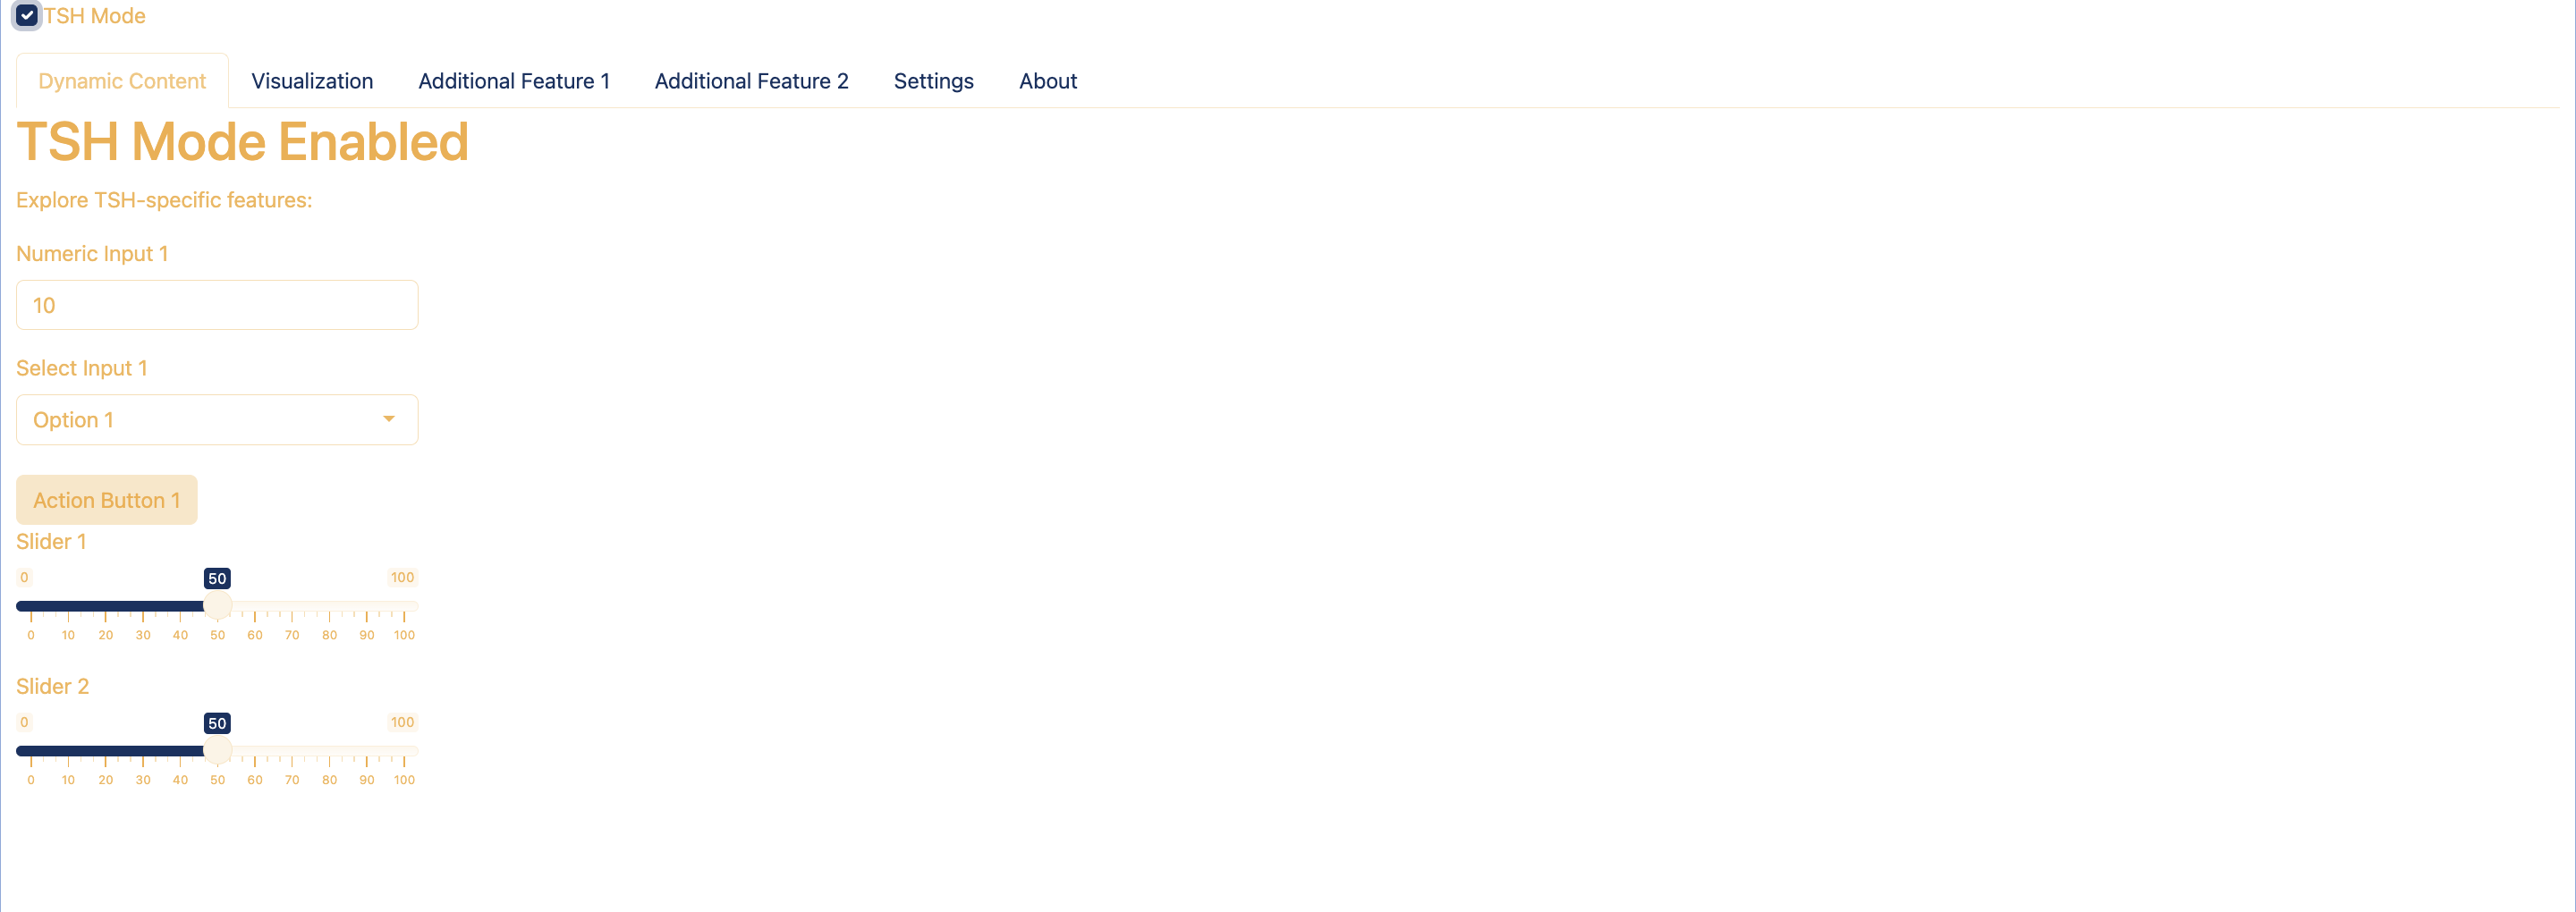 TSH Mode
Dynamic Content Visualization Additional Feature 1 Additional Feature 2 Settings About
TSH Mode Enabled
Explore TSH-specific features:
Numeric Input 1
10
Select Input 1
Option 1
Action Button 1
Slider 1
0 50 100
0 10 20 30 40 50 60 70 80 90 100
Slider 2
0 50 100
0 10 20 30 40 50 60 70 80 90 100